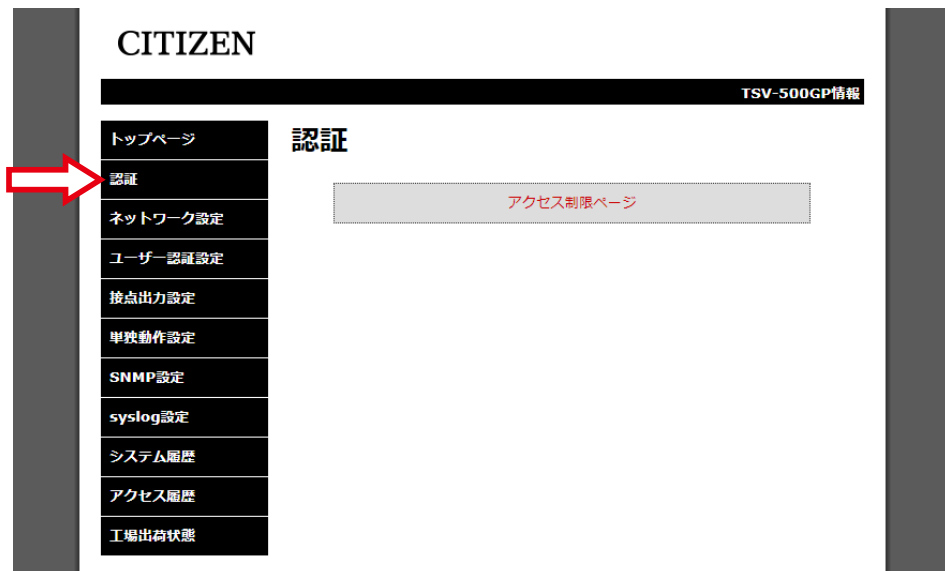 CITIZEN
TSV-500GP情報
トップページ
認証
ネットワーク設定
ユーザー認証設定
接点出力設定
単独動作設定
SNMP設定
syslog設定
システム履歴
アクセス履歴
工場出荷状態
認証
アクセス制限ページ